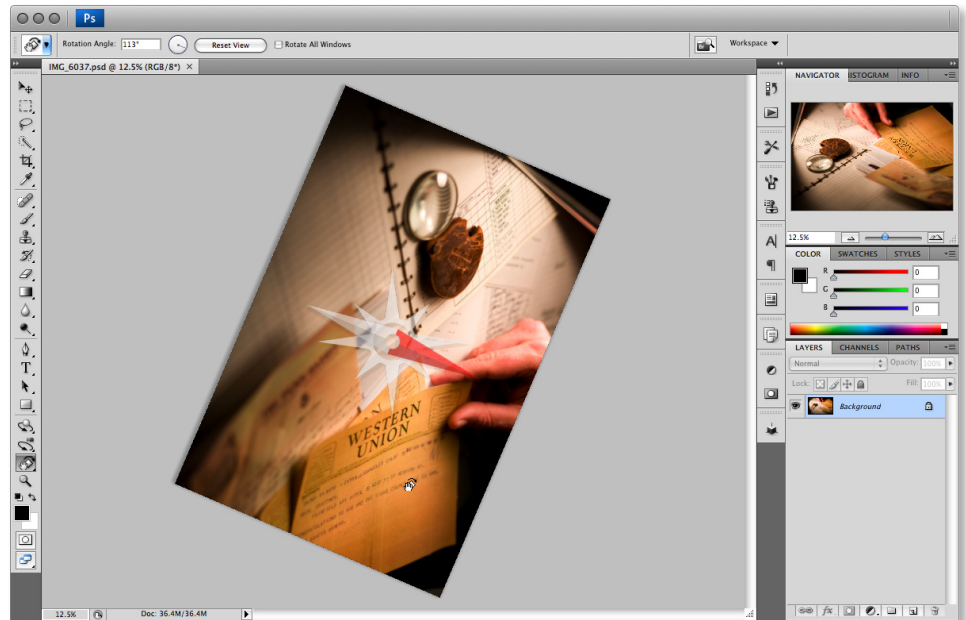 Ps
Rotation Angle: 113° Reset View Rotate All Windows Workspace
IMG_6037.psd @ 12.5% (RGB/8*) ×
NAVIGATOR ISTOGRAM INFO
12.5%
COLOR SWATCHES STYLES
R 0
G 0
B 0
LAYERS CHANNELS PATHS
Normal Opacity: 100%
Lock: Fill: 100%
Background
WESTERN
UNION
12.5% Doc: 36.4M/36.4M